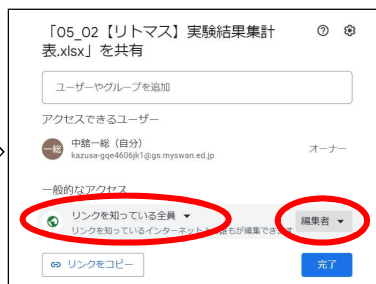 「05_02【リトマス】実験結果集計
表.xlsx」を共有
ユーザーやグループを追加
アクセスできるユーザー
一総
中舘一総（自分）
オーナー
kazusa-gqe4606jk1@gs.myswan.ed.jp
一般的なアクセス
リンクを知っている全員
編集者
リンクを知っているインターネット上の誰もが編集できます
リンクをコピー
完了